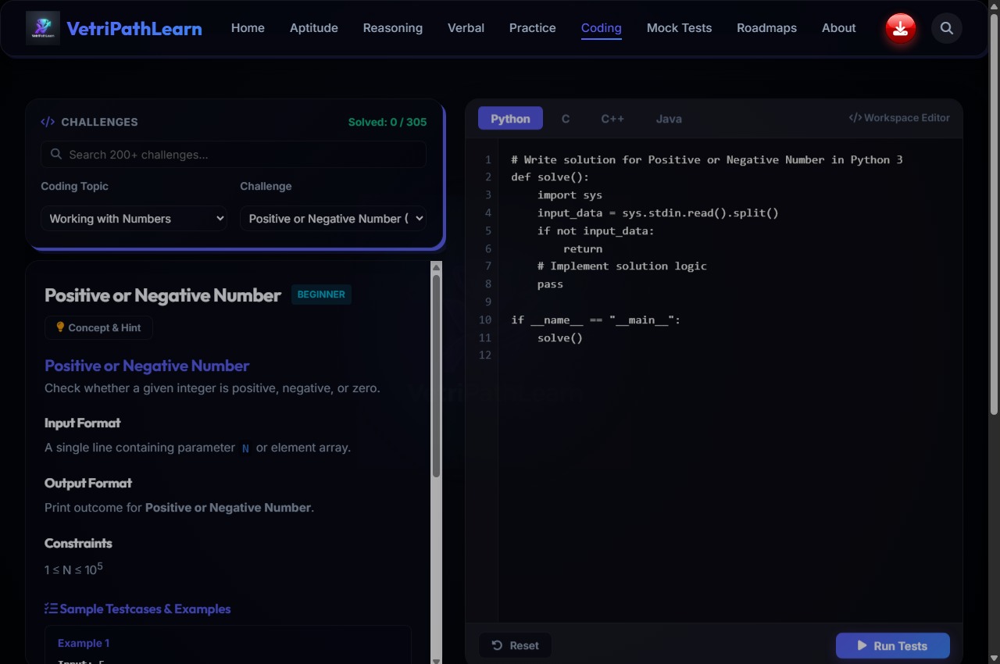 VetriPathLearn
Home
Aptitude
Reasoning
Verbal
Practice
Coding
Mock Tests
Roadmaps
About
</> CHALLENGES
Solved: 0 / 305
Search 200+ challenges...
Coding Topic
Challenge
Working with Numbers
Positive or Negative Number (
Positive or Negative Number
BEGINNER
Concept & Hint
Positive or Negative Number
Check whether a given integer is positive, negative, or zero.
Input Format
A single line containing parameter N or element array.
Output Format
Print outcome for Positive or Negative Number.
Constraints
1 ≤ N ≤ 10⁵
Sample Testcases & Examples
Example 1
Input: 5
Python
C
C++
Java
</> Workspace Editor
1 # Write solution for Positive or Negative Number in Python 3
2 def solve():
3     import sys
4     input_data = sys.stdin.read().split()
5     if not input_data:
6         return
7     # Implement solution logic
8     pass
9
10 if __name__ == "__main__":
11     solve()
12
Reset
Run Tests